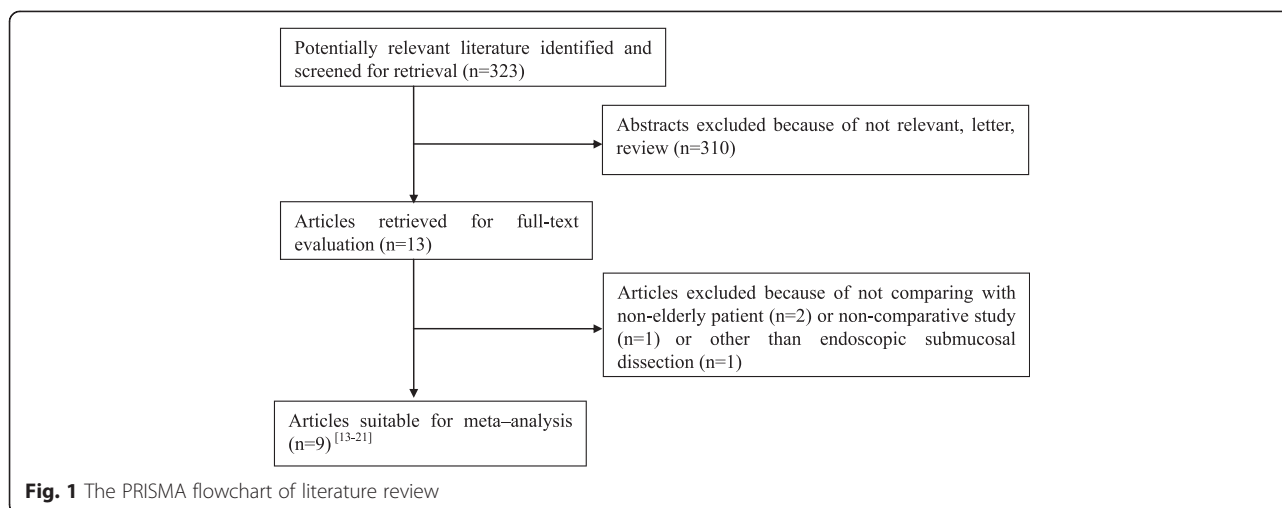 Potentially relevant literature identified and
screened for retrieval (n=323)
Abstracts excluded because of not relevant, letter,
review (n=310)
Articles retrieved for full-text
evaluation (n=13)
Articles excluded because of not comparing with
non-elderly patient (n=2) or non-comparative study
(n=1) or other than endoscopic submucosal
dissection (n=1)
Articles suitable for meta–analysis
(n=9) [13-21]
Fig. 1 The PRISMA flowchart of literature review